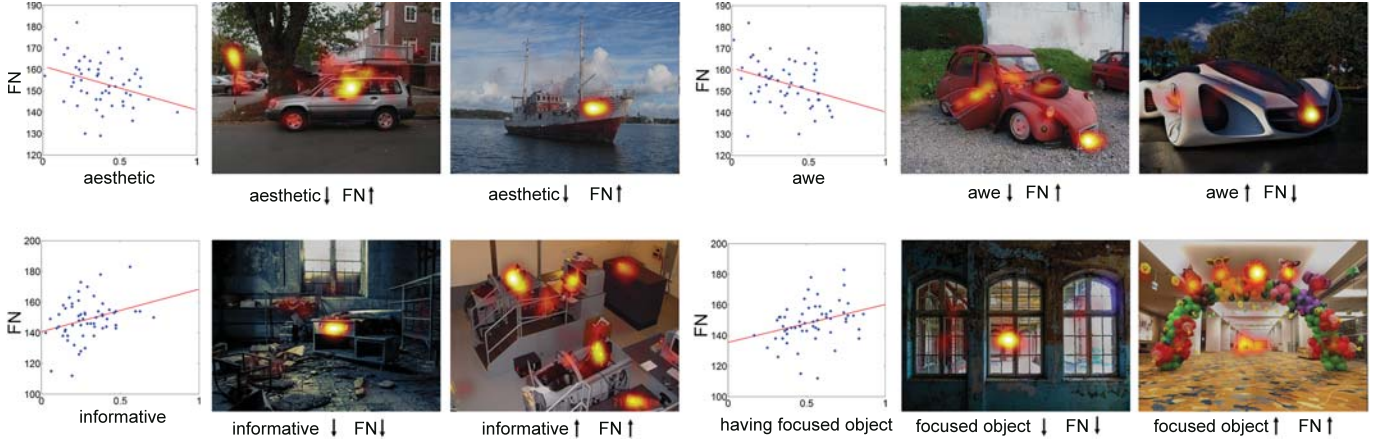 190
180
170
160
150
140
130
120
FN
0 0.5 1
aesthetic
aesthetic↓ FN↑
aesthetic↓ FN↑
190
180
170
160
150
140
130
120
FN
0 0.5 1
awe
awe ↓ FN ↑
awe ↑ FN↓
200
180
160
140
120
100
FN
0 0.5 1
informative
informative ↓ FN↓
informative ↑ FN ↑
200
180
160
140
120
100
FN
0 0.5 1
having focused object
focused object ↓ FN↓
focused object ↑ FN ↑